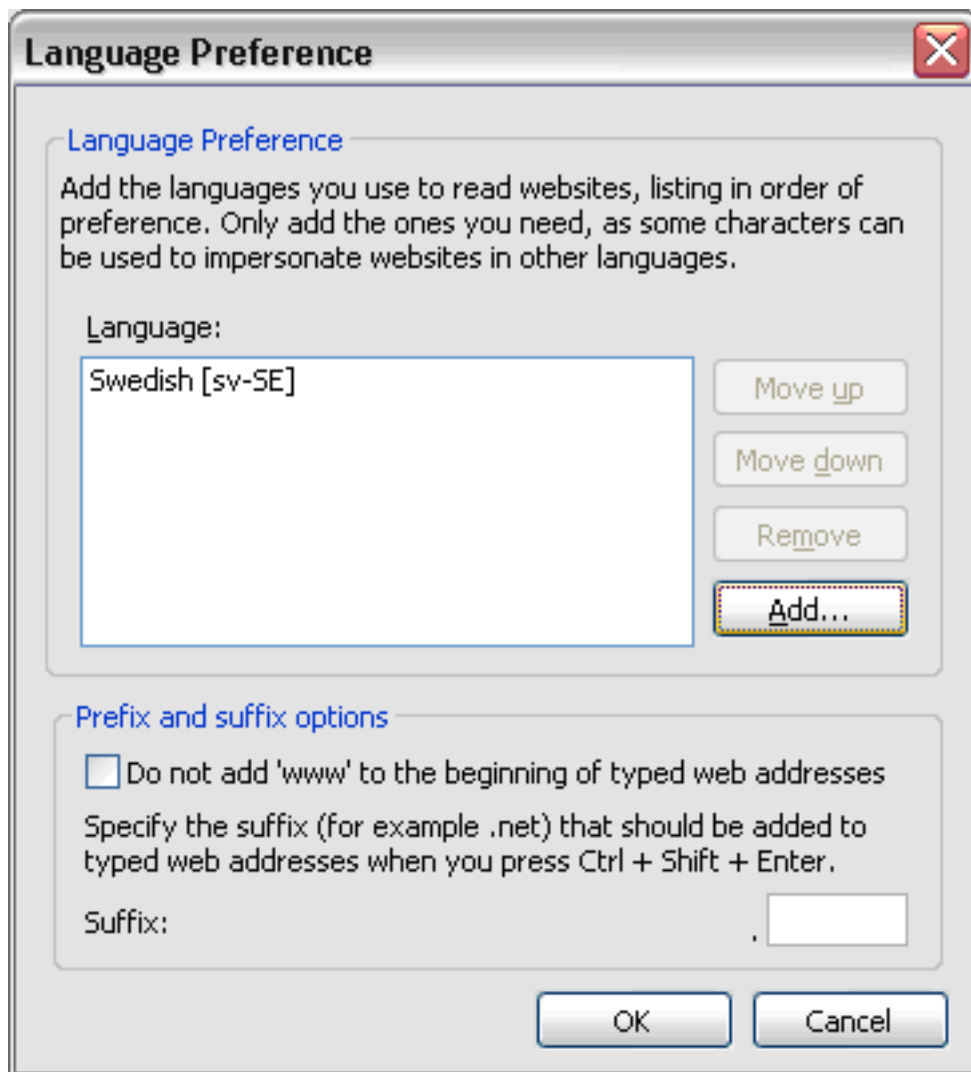 Language Preference
Language Preference
Add the languages you use to read websites, listing in order of
preference. Only add the ones you need, as some characters can
be used to impersonate websites in other languages.
Language:
Swedish [sv-SE]
Move up
Move down
Remove
Add...
Prefix and suffix options
Do not add 'www' to the beginning of typed web addresses
Specify the suffix (for example .net) that should be added to
typed web addresses when you press Ctrl + Shift + Enter.
Suffix: .
OK Cancel